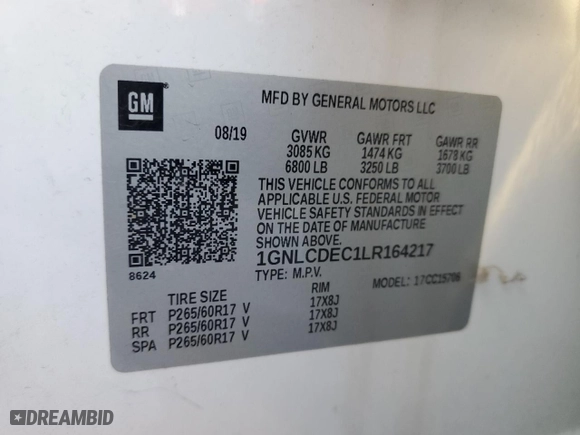 GM
MFD BY GENERAL MOTORS LLC
08/19 GVWR GAWR FRT GAWR RR
3085 KG 1474 KG 1678 KG
6800 LB 3250 LB 3700 LB
THIS VEHICLE CONFORMS TO ALL
APPLICABLE U.S. FEDERAL MOTOR
VEHICLE SAFETY STANDARDS IN EFFECT
ON THE DATE OF MANUFACTURE
SHOWN ABOVE.
8624
1GNLCDEC1LR164217
TYPE: M.P.V. MODEL: 17CC15706
TIRE SIZE RIM
FRT P265/60R17 V 17X8J
RR P265/60R17 V 17X8J
SPA P265/60R17 V 17X8J
DREAMBID